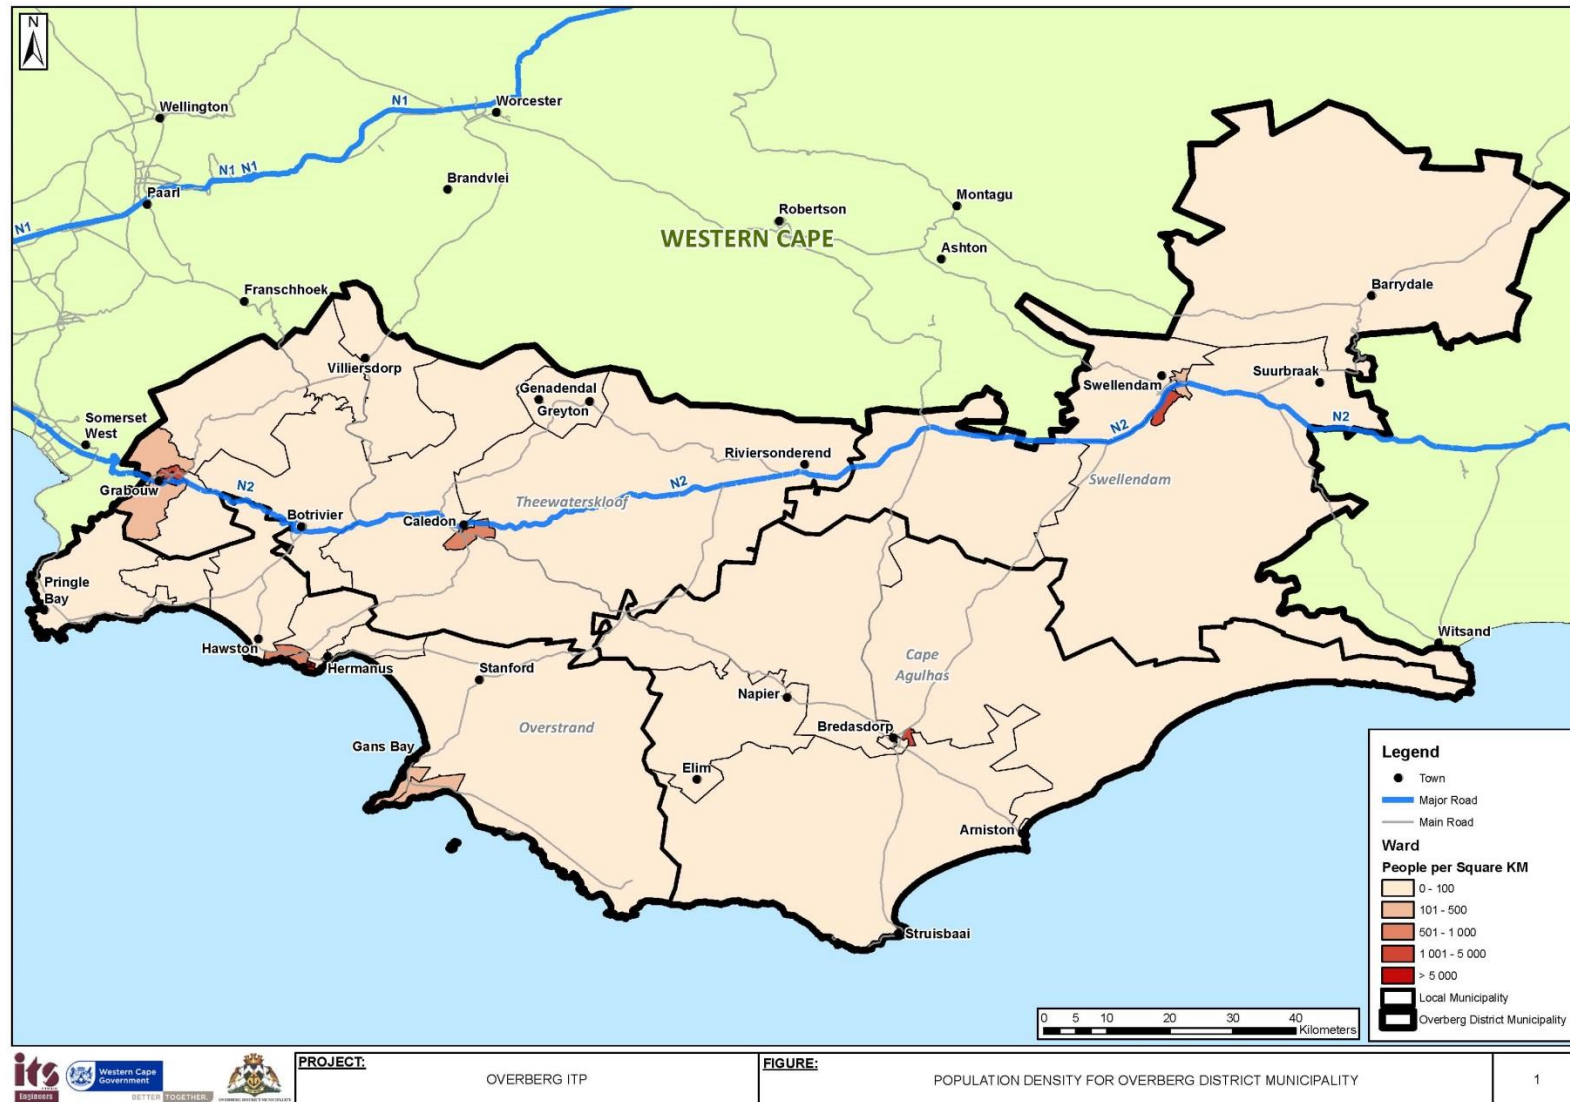 N
N1
Worcester
Wellington
N1 N1
Brandvlei
Paarl
N1
Montagu
Robertson
WESTERN CAPE
Ashton
Franschhoek
Barrydale
Villiersdorp
Genadendal
Greyton
Swellendam
Suurbraak
Somerset
West
N2
N2
Riviersonderend
Grabouw
N2
N2
Swellendam
Theewaterskloof
Botrivier
Caledon
Pringle
Bay
Hawston
Hermanus
Stanford
Cape
Agulhas
Witsand
Napier
Overstrand
Bredasdorp
Gans Bay
Elim
Arniston
Struisbaai
Legend
Town
Major Road
Main Road
Ward
People per Square KM
0 - 100
101 - 500
501 - 1 000
1 001 - 5 000
> 5 000
Local Municipality
Overberg District Municipality
0 5 10 20 30 40
Kilometers
its
Engineers
Western Cape
Government
BETTER TOGETHER.
OVERBERG DISTRICT MUNICIPALITY
PROJECT:
OVERBERG ITP
FIGURE:
POPULATION DENSITY FOR OVERBERG DISTRICT MUNICIPALITY
1